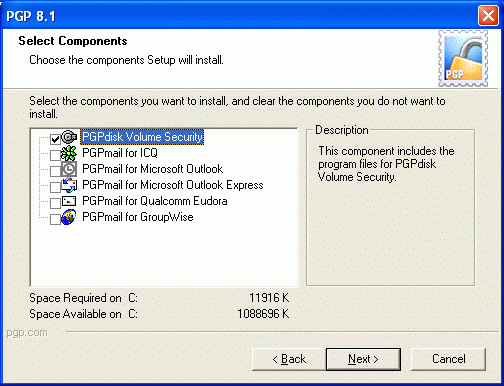 PGP 8.1
Select Components
Choose the components Setup will install.
PGP
Select the components you want to install, and clear the components you do not want to
install.
PGPdisk Volume Security
PGPmail for ICQ
PGPmail for Microsoft Outlook
PGPmail for Microsoft Outlook Express
PGPmail for Qualcomm Eudora
PGPmail for GroupWise
Description
This component includes the
program files for PGPdisk
Volume Security.
Space Required on C: 11916 K
Space Available on C: 1088696 K
pgp.com
< Back
Next >
Cancel